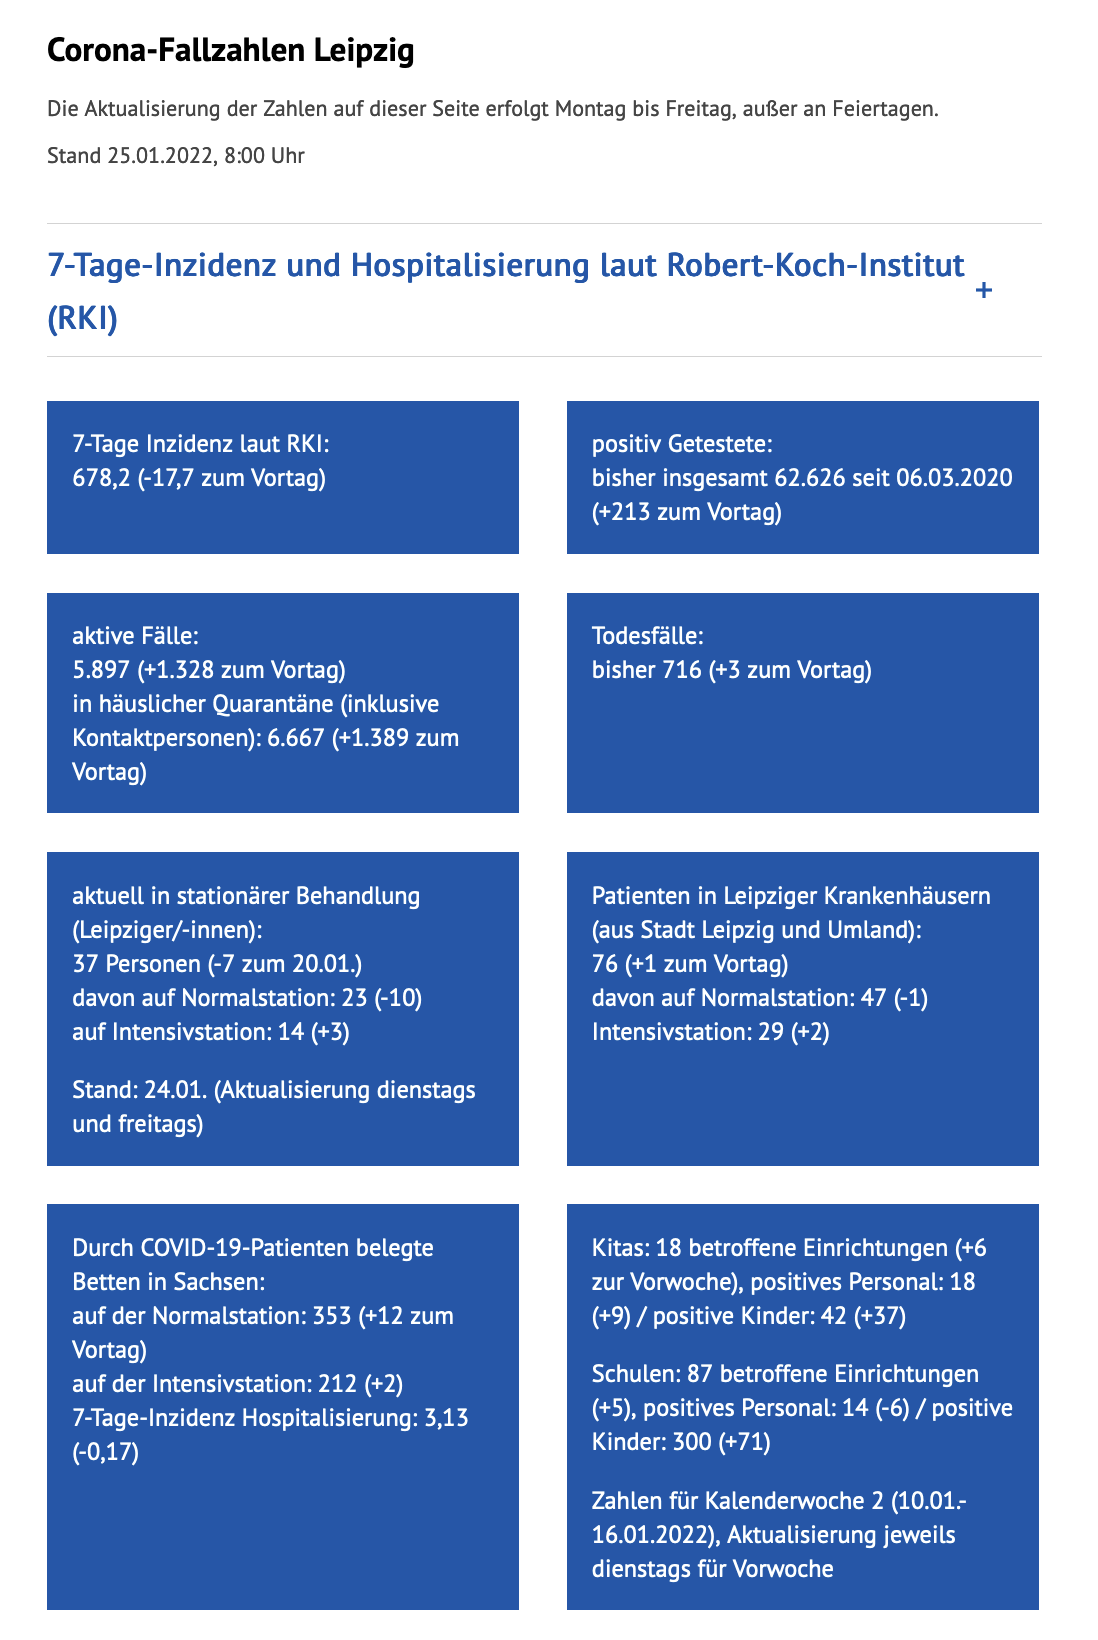 Corona-Fallzahlen Leipzig
Die Aktualisierung der Zahlen auf dieser Seite erfolgt Montag bis Freitag, außer an Feiertagen.
Stand 25.01.2022, 8:00 Uhr
7-Tage-Inzidenz und Hospitalisierung laut Robert-Koch-Institut
(RKI)
+
7-Tage Inzidenz laut RKI:
678,2 (-17,7 zum Vortag)
positiv Getestete:
bisher insgesamt 62.626 seit 06.03.2020
(+213 zum Vortag)
aktive Fälle:
5.897 (+1.328 zum Vortag)
in häuslicher Quarantäne (inklusive
Kontaktpersonen): 6.667 (+1.389 zum
Vortag)
Todesfälle:
bisher 716 (+3 zum Vortag)
aktuell in stationärer Behandlung
(Leipziger/-innen):
37 Personen (-7 zum 20.01.)
davon auf Normalstation: 23 (-10)
auf Intensivstation: 14 (+3)
Stand: 24.01. (Aktualisierung dienstags
und freitags)
Patienten in Leipziger Krankenhäusern
(aus Stadt Leipzig und Umland):
76 (+1 zum Vortag)
davon auf Normalstation: 47 (-1)
Intensivstation: 29 (+2)
Durch COVID-19-Patienten belegte
Betten in Sachsen:
auf der Normalstation: 353 (+12 zum
Vortag)
auf der Intensivstation: 212 (+2)
7-Tage-Inzidenz Hospitalisierung: 3,13
(-0,17)
Kitas: 18 betroffene Einrichtungen (+6
zur Vorwoche), positives Personal: 18
(+9) / positive Kinder: 42 (+37)
Schulen: 87 betroffene Einrichtungen
(+5), positives Personal: 14 (-6) / positive
Kinder: 300 (+71)
Zahlen für Kalenderwoche 2 (10.01.-
16.01.2022), Aktualisierung jeweils
dienstags für Vorwoche